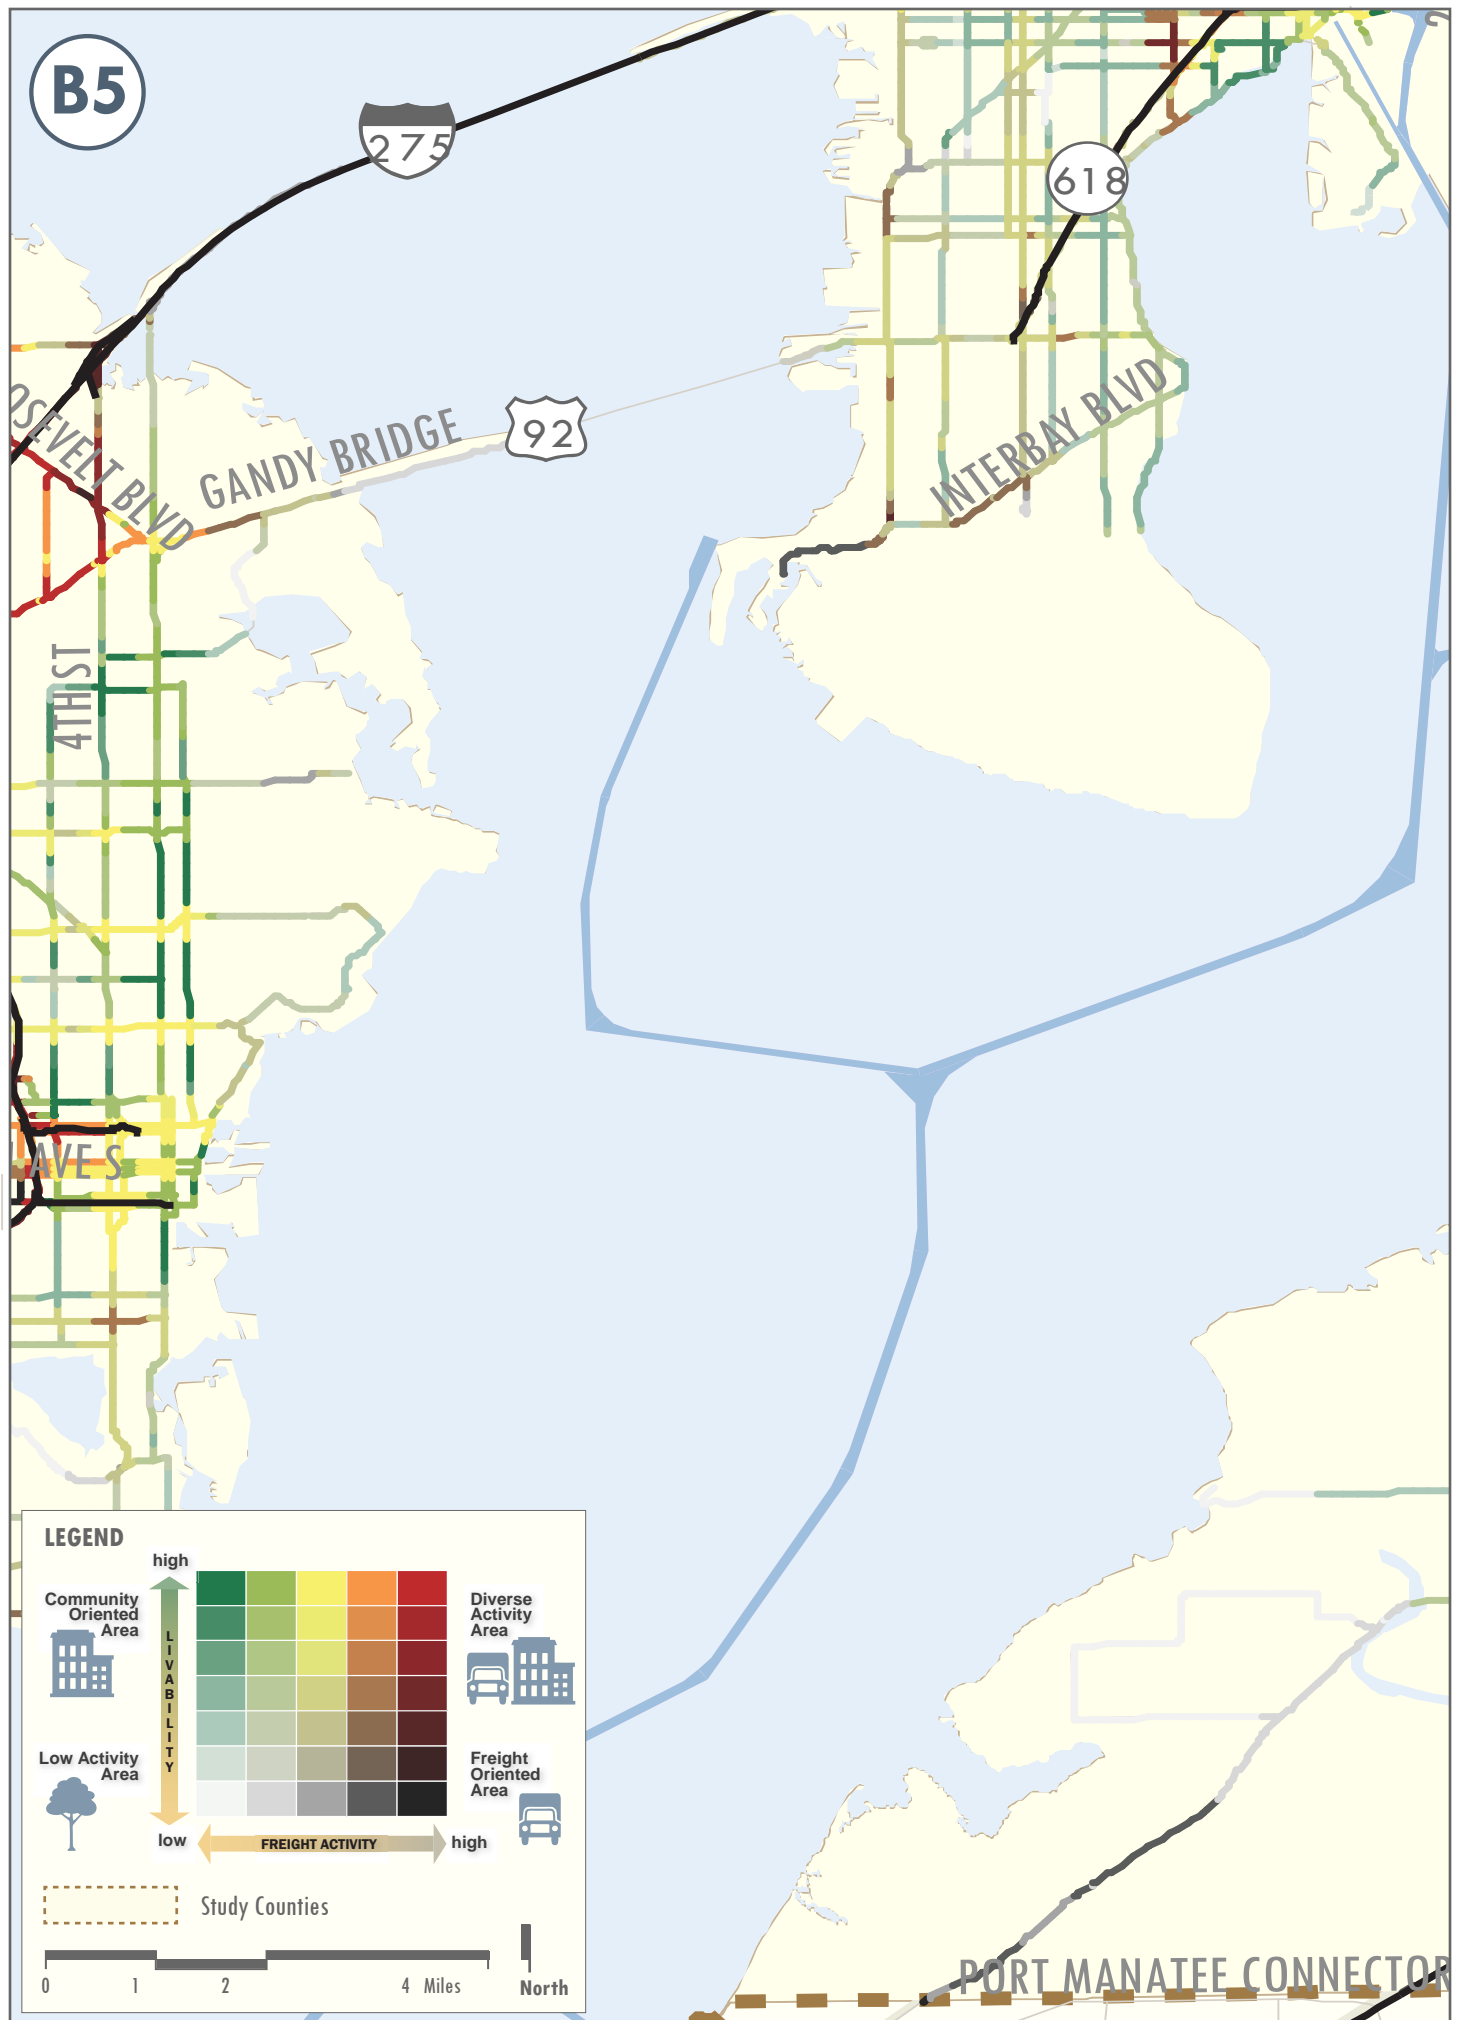 B5
275
618
OSEVELT BLVD
GANDY BRIDGE
92
INTERBAY BLVD
4TH ST
AVE S
LEGEND
high
Community
Oriented
Area
LIVABILITY
Diverse
Activity
Area
Low Activity
Area
Freight
Oriented
Area
low
FREIGHT ACTIVITY
high
Study Counties
0 1 2 4 Miles
North
PORT MANATEE CONNECTOR